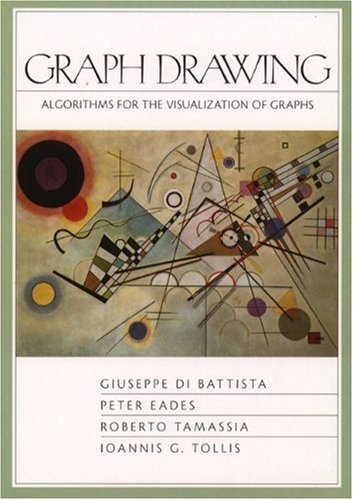 GRAPH DRAWING
ALGORITHMS FOR THE VISUALIZATION OF GRAPHS
GIUSEPPE DI BATTISTA
PETER EADES
ROBERTO TAMASSIA
IOANNIS G. TOLLIS